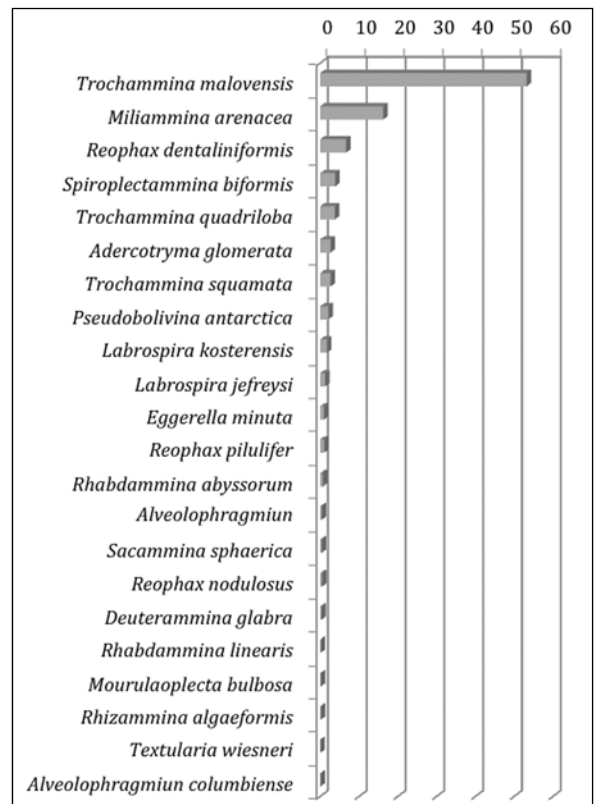 0 10 20 30 40 50 60
Trochammina malovensis
Miliammina arenacea
Reophax dentaliniformis
Spiroplectammina biformis
Trochammina quadriloba
Adercotryma glomerata
Trochammina squamata
Pseudobolivina antarctica
Labrospira kosterensis
Labrospira jefreysi
Eggerella minuta
Reophax pilulifer
Rhabdammina abyssorum
Alveolophragmiun
Sacammina sphaerica
Reophax nodulosus
Deuterammina glabra
Rhabdammina linearis
Mourulaoplecta bulbosa
Rhizammina algaeformis
Textularia wiesneri
Alveolophragmiun columbiense